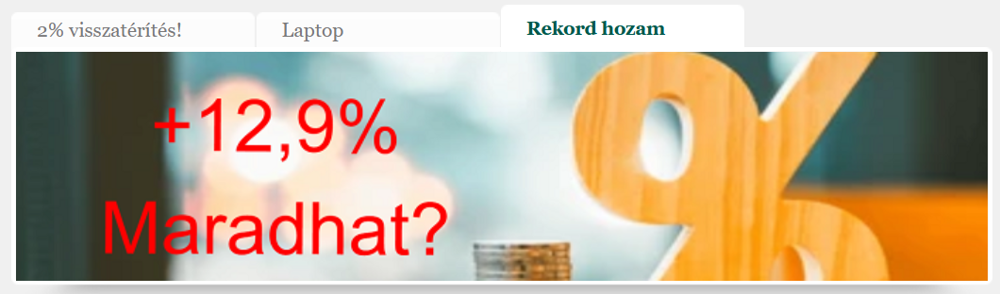 2% visszatérítés!
Laptop
Rekord hozam
+12,9%
Maradhat?